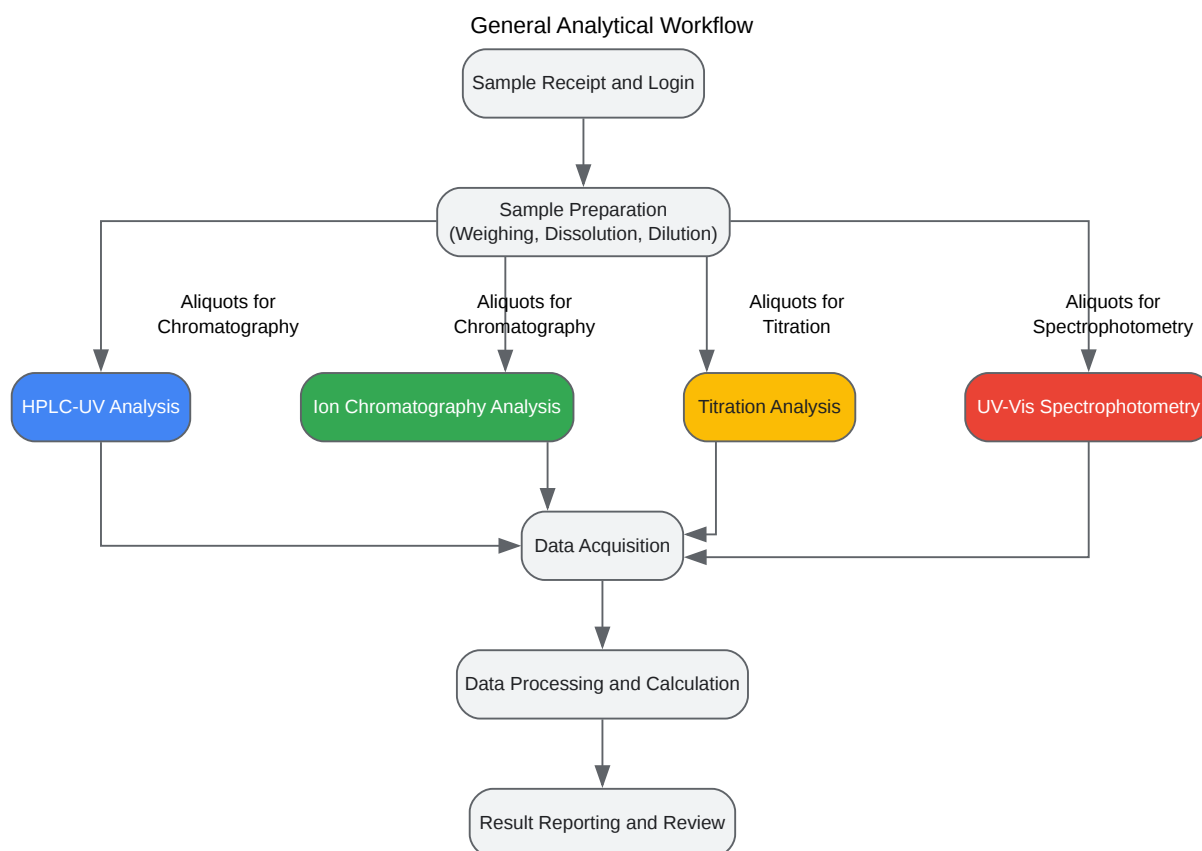 General Analytical Workflow
Sample Receipt and Login
Sample Preparation
(Weighing, Dissolution, Dilution)
Aliquots for
Chromatography
Aliquots for
Chromatography
Aliquots for
Titration
Aliquots for
Spectrophotometry
HPLC-UV Analysis
Ion Chromatography Analysis
Titration Analysis
UV-Vis Spectrophotometry
Data Acquisition
Data Processing and Calculation
Result Reporting and Review